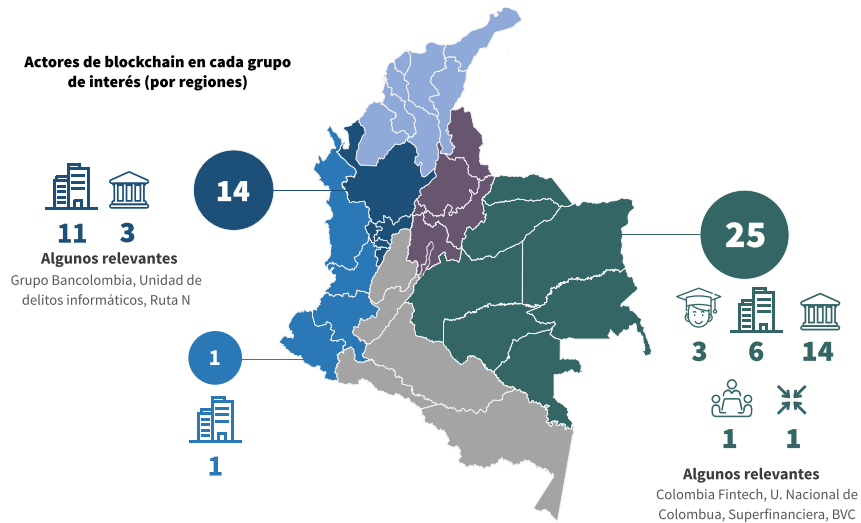 Actores de blockchain en cada grupo
de interés (por regiones)
14
11 3
Algunos relevantes
Grupo Bancolombia, Unidad de
delitos informáticos, Ruta N
1
1
25
3 6 14
1 1
Algunos relevantes
Colombia Fintech, U. Nacional de
Colombua, Superfinanciera, BVC